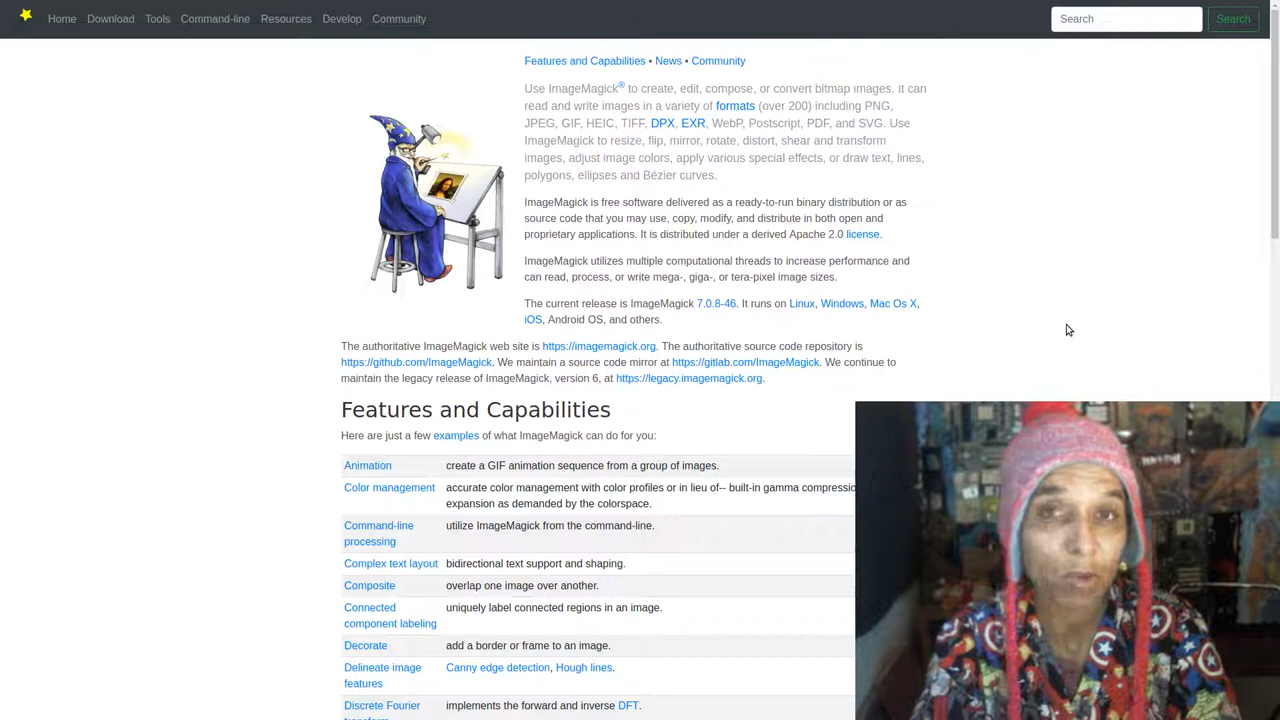 Home Download Tools Command-line Resources Develop Community Search Search
Features and Capabilities • News • Community
Use ImageMagick® to create, edit, compose, or convert bitmap images. it can
read and write images in a variety of formats (over 200) including PNG,
JPEG, GIF, HEIC, TIFF, DPX, EXR, WebP, Postscript, PDF, and SVG. Use
ImageMagick to resize, flip, mirror, rotate, distort, shear and transform
images, adjust image colors, apply various special effects, or draw text, lines,
polygons, ellipses and Bézier curves.
ImageMagick is free software delivered as a ready-to-run binary distribution or as
source code that you may use, copy, modify, and distribute in both open and
proprietary applications. It is distributed under a derived Apache 2.0 license.
ImageMagick utilizes multiple computational threads to increase performance and
can read, process, or write mega-, giga-, or tera-pixel image sizes.
The current release is ImageMagick 7.0.8-46. It runs on Linux, Windows, Mac Os X,
iOS, Android OS, and others.
The authoritative ImageMagick web site is https://imagemagick.org. The authoritative source code repository is
https://github.com/ImageMagick. We maintain a source code mirror at https://gitlab.com/ImageMagick. We continue to
maintain the legacy release of ImageMagick, version 6, at https://legacy.imagemagick.org.
Features and Capabilities
Here are just a few examples of what ImageMagick can do for you:
Animation create a GIF animation sequence from a group of images.
Color management accurate color management with color profiles or in lieu of-- built-in gamma compressio
expansion as demanded by the colorspace.
Command-line utilize ImageMagick from the command-line.
processing
Complex text layout bidirectional text support and shaping.
Composite overlap one image over another.
Connected uniquely label connected regions in an image.
component labeling
Decorate add a border or frame to an image.
Delineate image Canny edge detection, Hough lines.
features
Discrete Fourier implements the forward and inverse DFT.